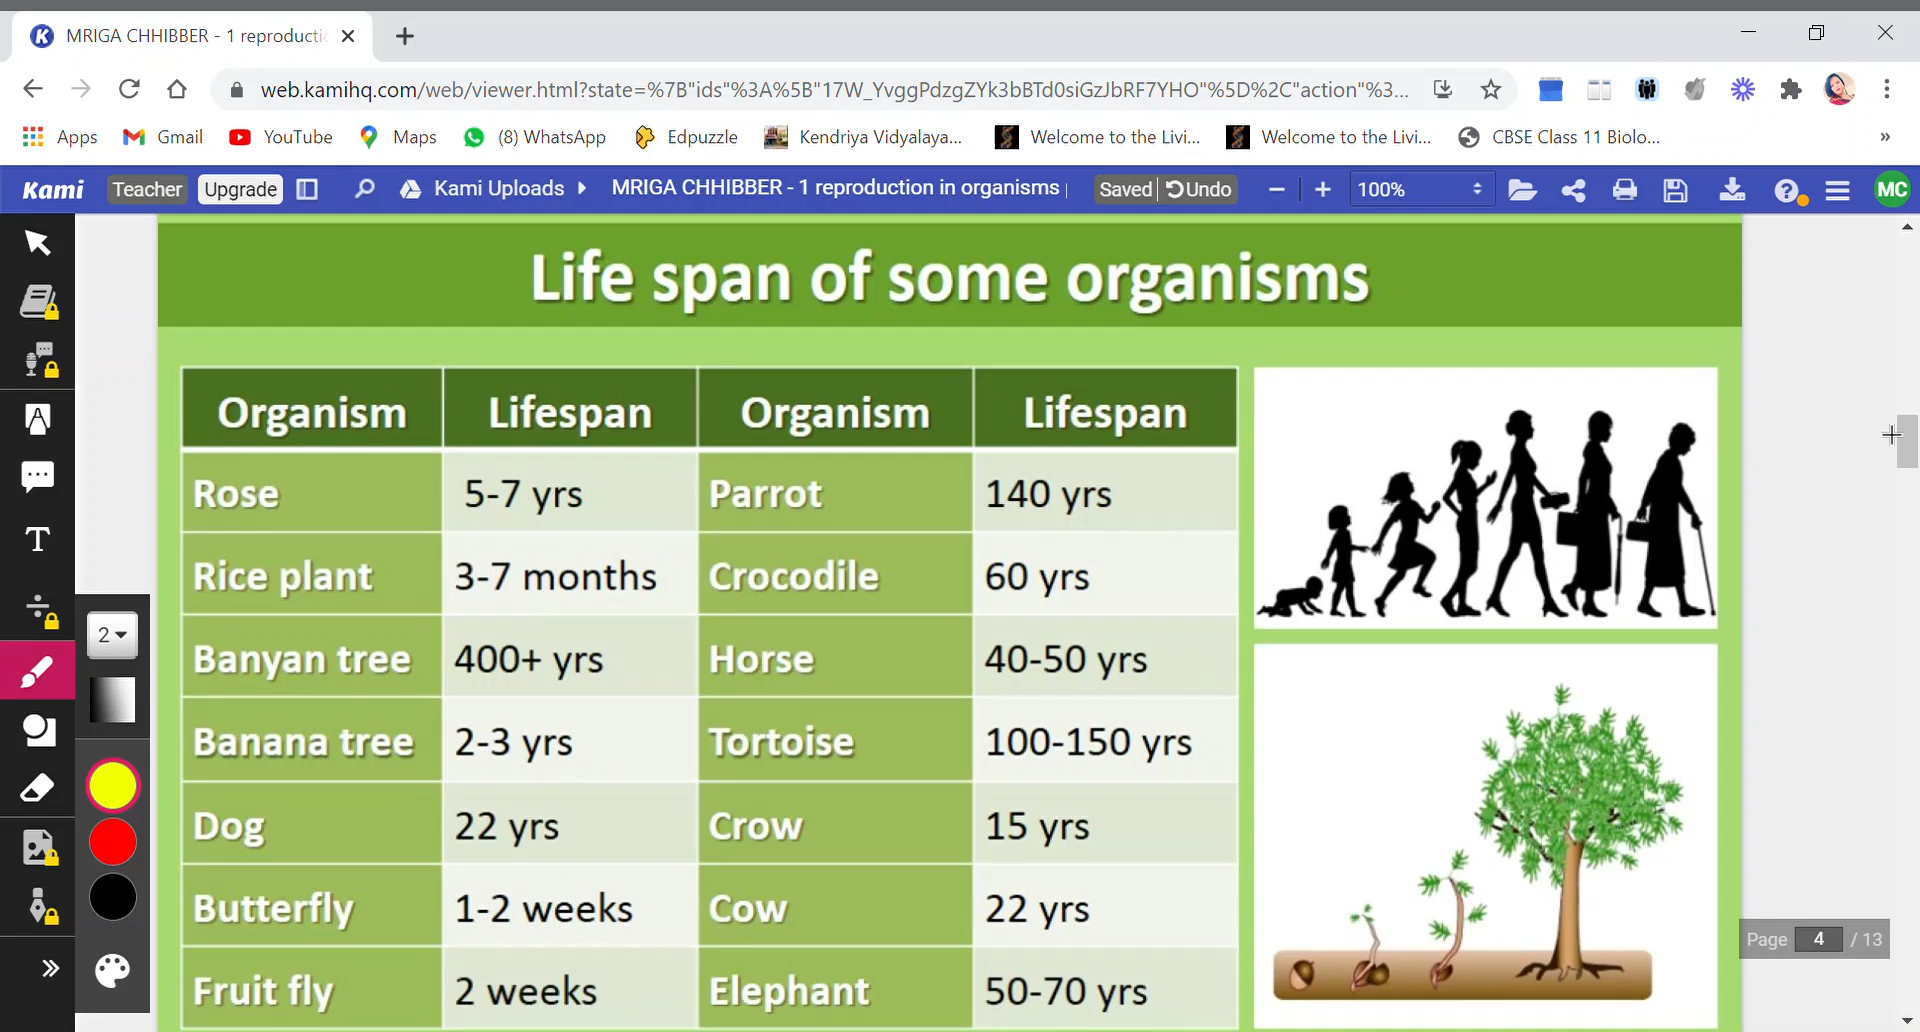 MRIGA CHHIBBER - 1 reproducti
web.kamihq.com/web/viewer.html?state=%7B"ids"%3A%5B"17W_YvggPdzgZYk3bBTd0siGzJbRF7YHO"%5D%2C"action"%3...
Apps Gmail YouTube Maps (8) WhatsApp Edpuzzle Kendriya Vidyalaya... Welcome to the Livi... Welcome to the Livi... CBSE Class 11 Biolo... »
Kami Teacher Upgrade Kami Uploads MRIGA CHHIBBER - 1 reproduction in organisms Saved Undo 100% MC
Life span of some organisms
Organism Lifespan Organism Lifespan
Rose 5-7 yrs Parrot 140 yrs
Rice plant 3-7 months Crocodile 60 yrs
Banyan tree 400+ yrs Horse 40-50 yrs
Banana tree 2-3 yrs Tortoise 100-150 yrs
Dog 22 yrs Crow 15 yrs
Butterfly 1-2 weeks Cow 22 yrs
Fruit fly 2 weeks Elephant 50-70 yrs
2
Page 4 / 13